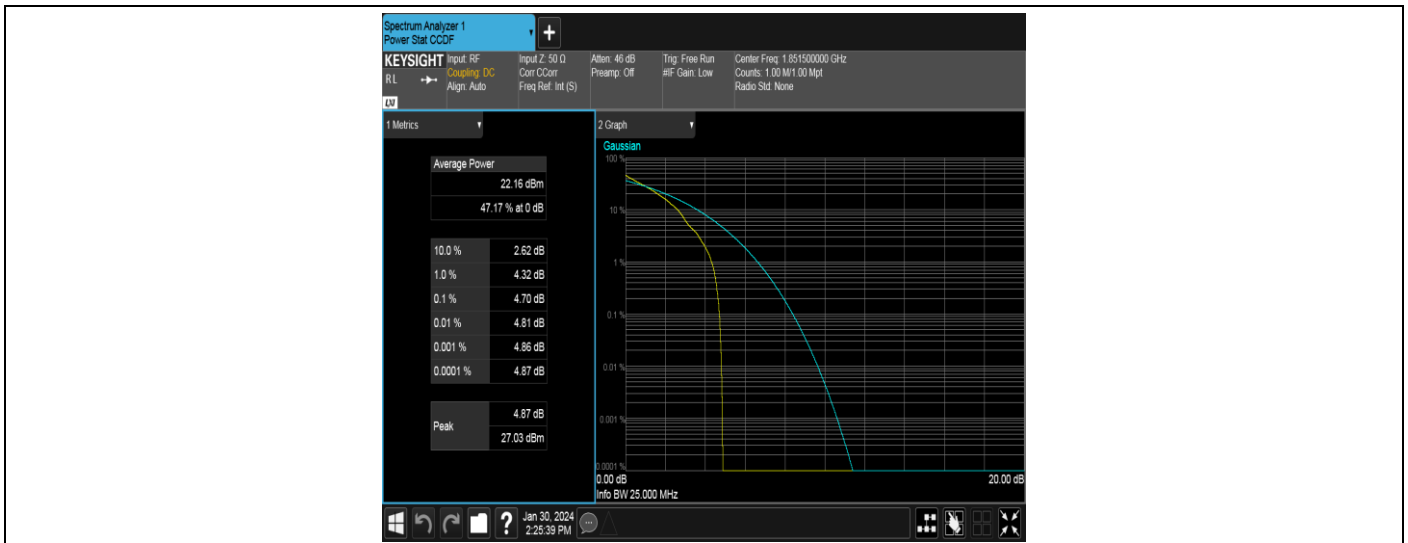 Spectrum Analyzer 1
Power Stat CCDF
+
KEYSIGHT Input: RF Input Z: 50 Ω Atten: 46 dB Trig: Free Run Center Freq: 1.851500000 GHz
RL Coupling: DC Corr CCorr Preamp: Off #IF Gain: Low Counts: 1.00 M/1.00 Mpt
Align: Auto Freq Ref: Int (S) Radio Std: None
LXI
1 Metrics
Average Power
22.16 dBm
47.17 % at 0 dB
10.0 % 2.62 dB
1.0 % 4.32 dB
0.1 % 4.70 dB
0.01 % 4.81 dB
0.001 % 4.86 dB
0.0001 % 4.87 dB
Peak 4.87 dB
27.03 dBm
2 Graph
Gaussian
100 %
10 %
1 %
0.1 %
0.01 %
0.001 %
0.0001 %
0.00 dB 20.00 dB
Info BW 25.000 MHz
? Jan 30, 2024
2:25:39 PM